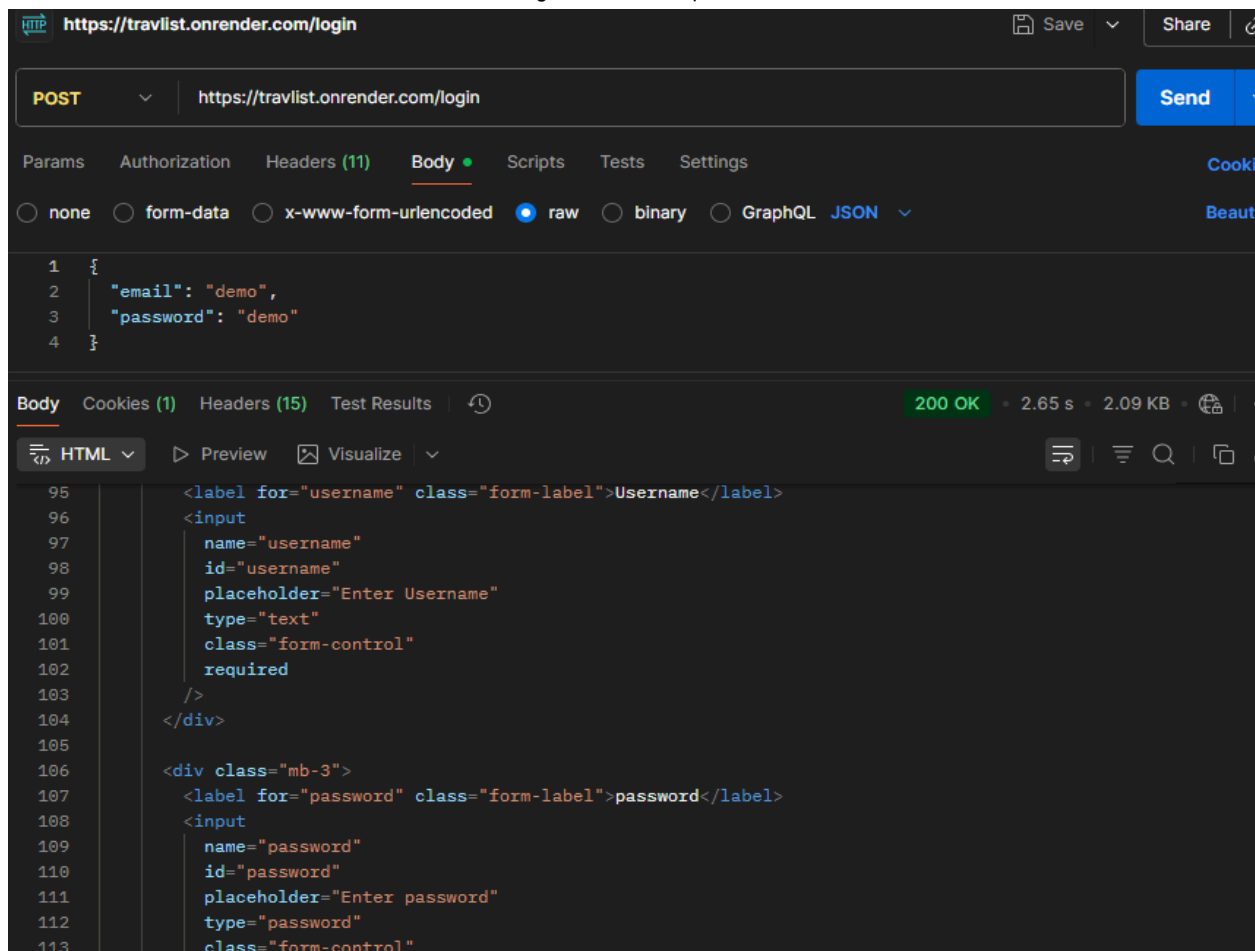 HTTP https://travlist.onrender.com/login Save Share
POST https://travlist.onrender.com/login Send
Params Authorization Headers (11) Body Scripts Tests Settings
none form-data x-www-form-urlencoded raw binary GraphQL JSON
1 {
2 "email": "demo",
3 "password": "demo"
4 }
Body Cookies (1) Headers (15) Test Results 200 OK 2.65 s 2.09 KB
HTML Preview Visualize
95 <label for="username" class="form-label">Username</label>
96 <input
97 name="username"
98 id="username"
99 placeholder="Enter Username"
100 type="text"
101 class="form-control"
102 required
103 />
104 </div>
105
106 <div class="mb-3">
107 <label for="password" class="form-label">password</label>
108 <input
109 name="password"
110 id="password"
111 placeholder="Enter password"
112 type="password"
113 class="form-control"